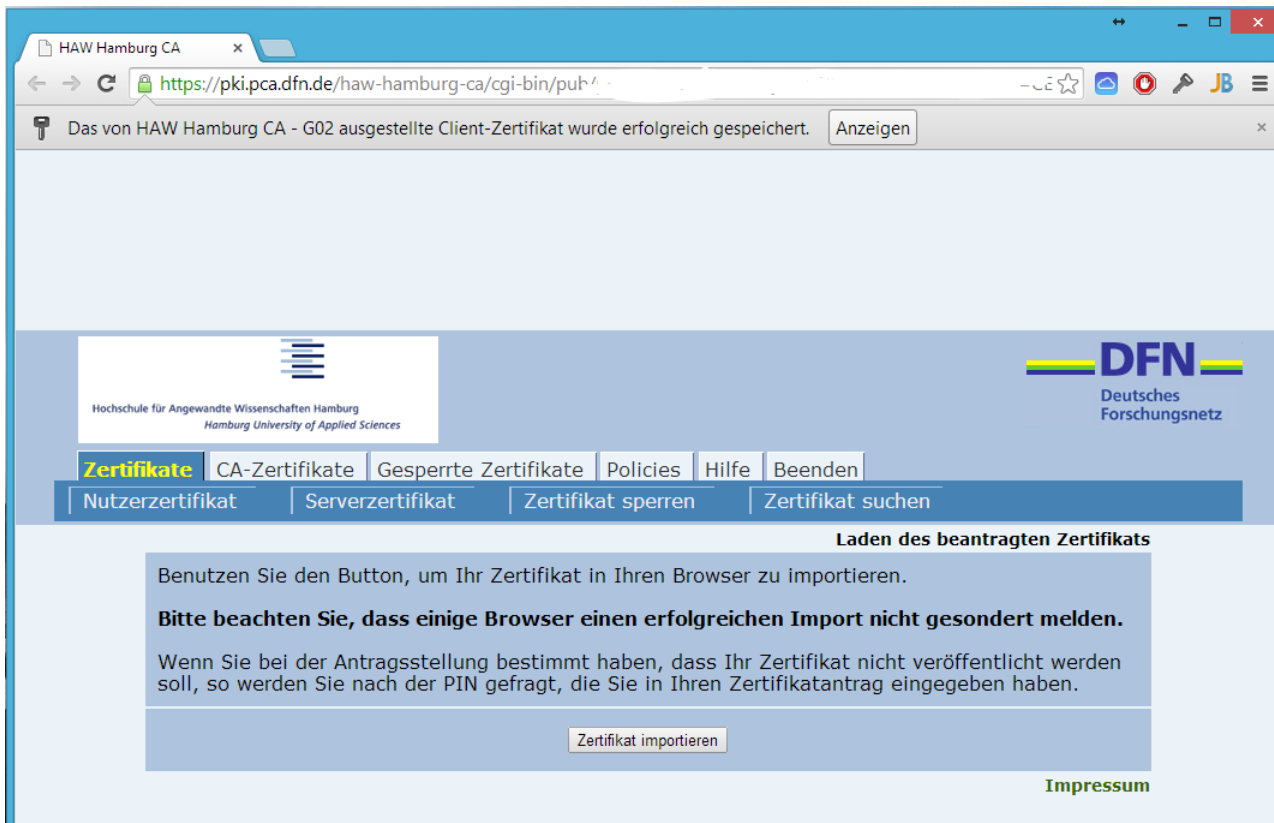 HAW Hamburg CA
https://pki.pca.dfn.de/haw-hamburg-ca/cgi-bin/pub/
JB
Das von HAW Hamburg CA - G02 ausgestellte Client-Zertifikat wurde erfolgreich gespeichert. Anzeigen
Hochschule für Angewandte Wissenschaften Hamburg
Hamburg University of Applied Sciences
DFN
Deutsches
Forschungsnetz
Zertifikate CA-Zertifikate Gesperrte Zertifikate Policies Hilfe Beenden
Nutzerzertifikat Serverzertifikat Zertifikat sperren Zertifikat suchen
Laden des beantragten Zertifikats
Benutzen Sie den Button, um Ihr Zertifikat in Ihren Browser zu importieren.
Bitte beachten Sie, dass einige Browser einen erfolgreichen Import nicht gesondert melden.
Wenn Sie bei der Antragsstellung bestimmt haben, dass Ihr Zertifikat nicht veröffentlicht werden
soll, so werden Sie nach der PIN gefragt, die Sie in Ihren Zertifikatantrag eingegeben haben.
Zertifikat importieren
Impressum